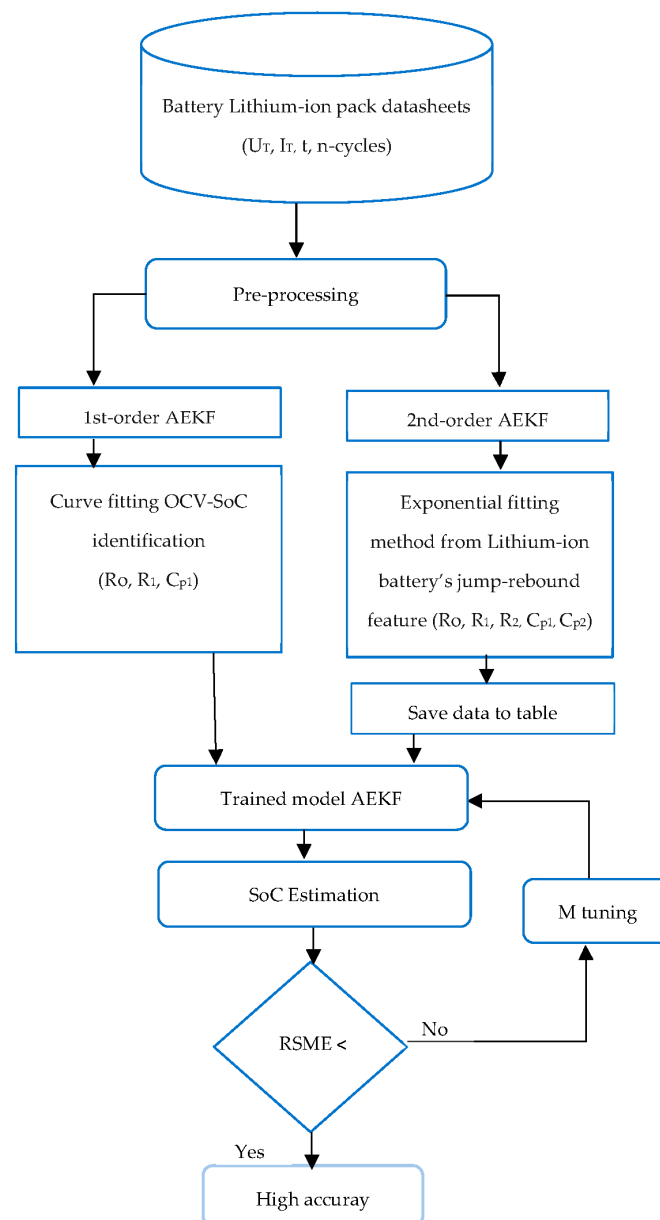 Battery Lithium-ion pack datasheets
(UT, IT, t, n-cycles)
Pre-processing
1st-order AEKF
2nd-order AEKF
Curve fitting OCV-SoC
identification
(Ro, R1, Cp1)
Exponential fitting
method from Lithium-ion
battery's jump-rebound
feature (Ro, R1, R2, Cp1, Cp2)
Save data to table
Trained model AEKF
SoC Estimation
M tuning
RSME <
No
Yes
High accuray